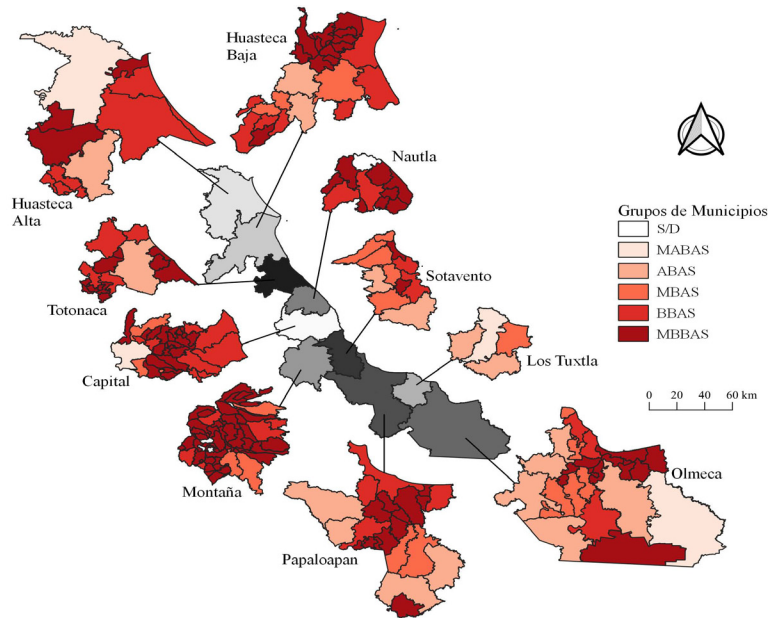 Huasteca
Baja
Nautla
Huasteca
Alta
Grupos de Municipios
S/D
MABAS
ABAS
MBAS
BBAS
MBBAS
Sotavento
Totonaca
Los Tuxtla
Capital
0 20 40 60 km
Olmeca
Montaña
Papaloapan